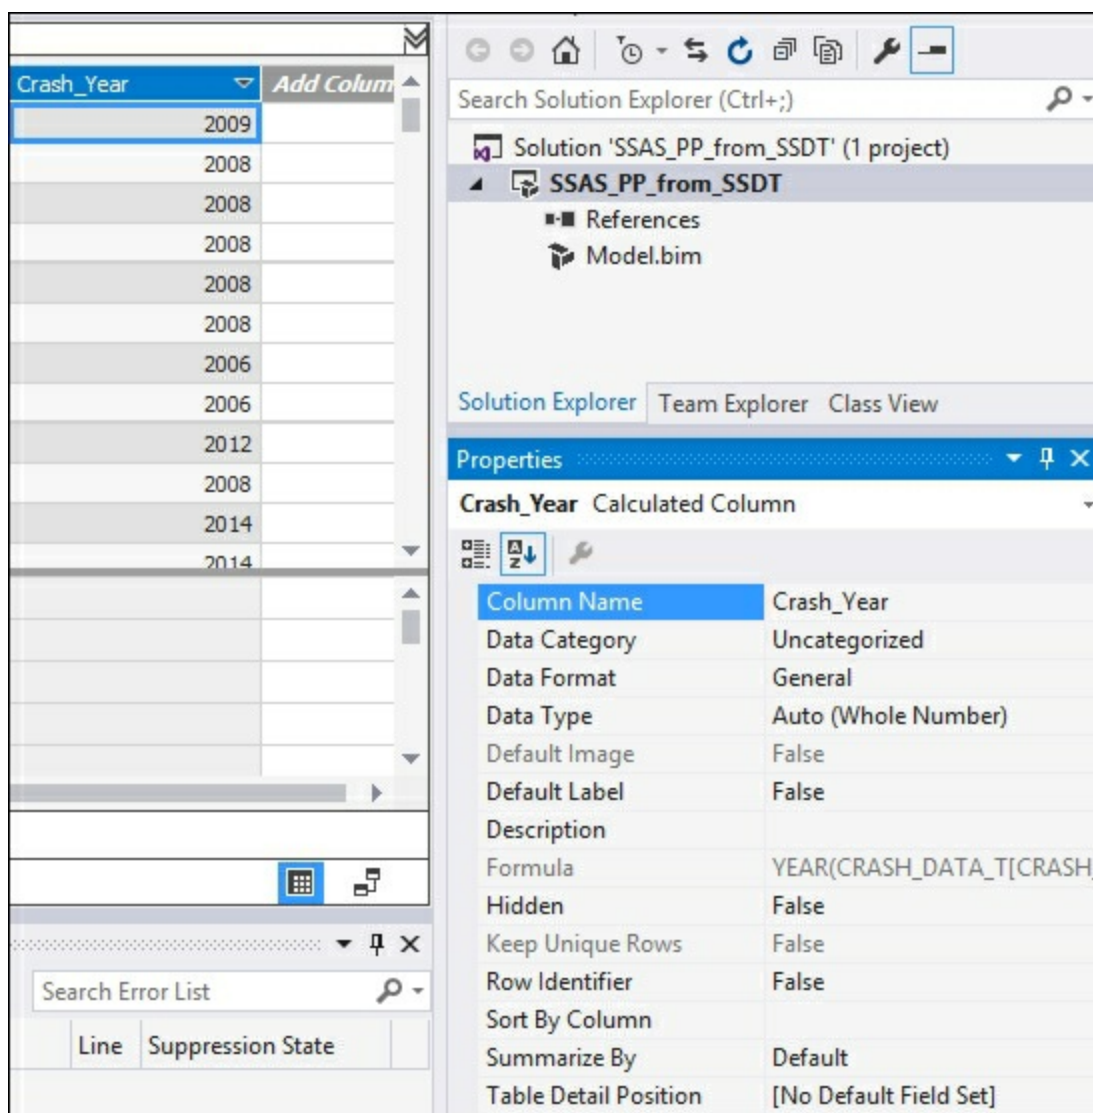 Crash_Year
Add Colum
2009
2008
2008
2008
2008
2008
2006
2006
2012
2008
2014
2014
Search Error List
Line Suppression State
Search Solution Explorer (Ctrl+;)
Solution 'SSAS_PP_from_SSDT' (1 project)
SSAS_PP_from_SSDT
References
Model.bim
Solution Explorer Team Explorer Class View
Properties
Crash_Year Calculated Column
Column Name Crash_Year
Data Category Uncategorized
Data Format General
Data Type Auto (Whole Number)
Default Image False
Default Label False
Description
Formula YEAR(CRASH_DATA_T[CRASH_
Hidden False
Keep Unique Rows False
Row Identifier False
Sort By Column
Summarize By Default
Table Detail Position [No Default Field Set]